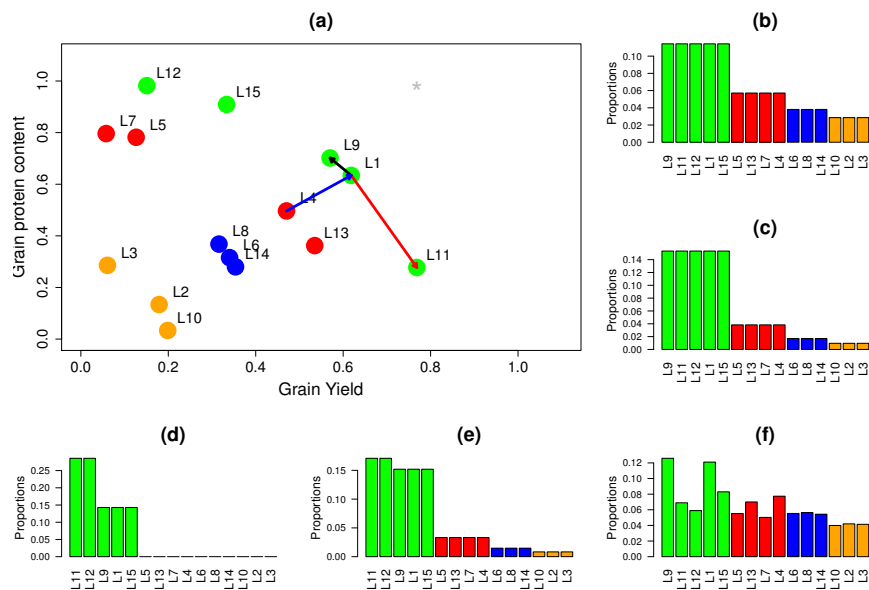 (a)
Grain protein content
1.0
0.8
0.6
0.4
0.2
0.0
L12
L15
*
L7
L5
L9
L1
L4
L8
L6
L14
L13
L3
L11
L2
L10
0.0 0.2 0.4 0.6 0.8 1.0
Grain Yield
(b)
Proportions
0.10
0.08
0.06
0.04
0.02
0.00
L9 L11 L12 L1 L15 L5 L13 L7 L4 L6 L8 L14 L10 L2 L3
(c)
Proportions
0.14
0.12
0.10
0.08
0.06
0.04
0.02
0.00
L9 L11 L12 L1 L15 L5 L13 L7 L4 L6 L8 L14 L10 L2 L3
(d)
Proportions
0.25
0.20
0.15
0.10
0.05
0.00
L11 L12 L9 L1 L15 L5 L13 L7 L4 L6 L8 L14 L10 L2 L3
(e)
Proportions
0.15
0.10
0.05
0.00
L11 L12 L9 L1 L15 L5 L13 L7 L4 L6 L8 L14 L10 L2 L3
(f)
Proportions
0.12
0.10
0.08
0.06
0.04
0.02
0.00
L9 L11 L12 L1 L15 L5 L13 L7 L4 L6 L8 L14 L10 L2 L3